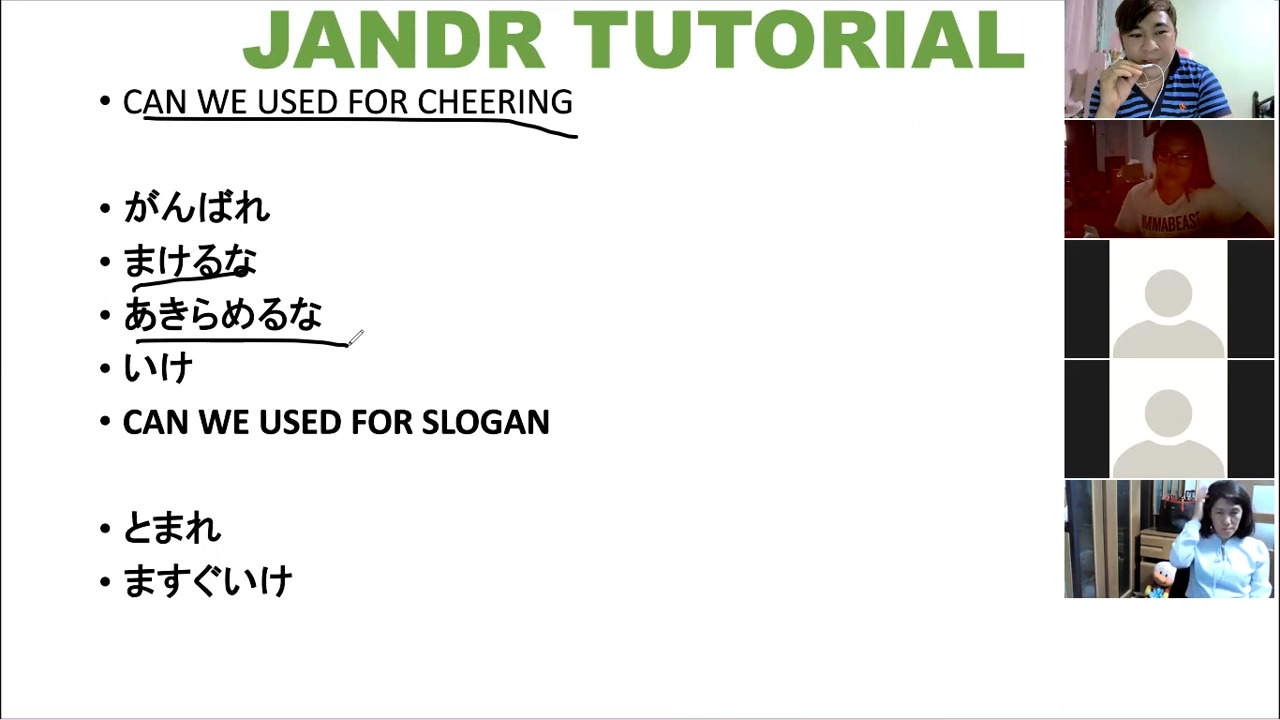 JANDR TUTORIAL
• CAN WE USED FOR CHEERING
• がんばれ
• まけるな
• あきらめるな
• いけ
• CAN WE USED FOR SLOGAN
• とまれ
• ますぐいけ
IMMABEAST